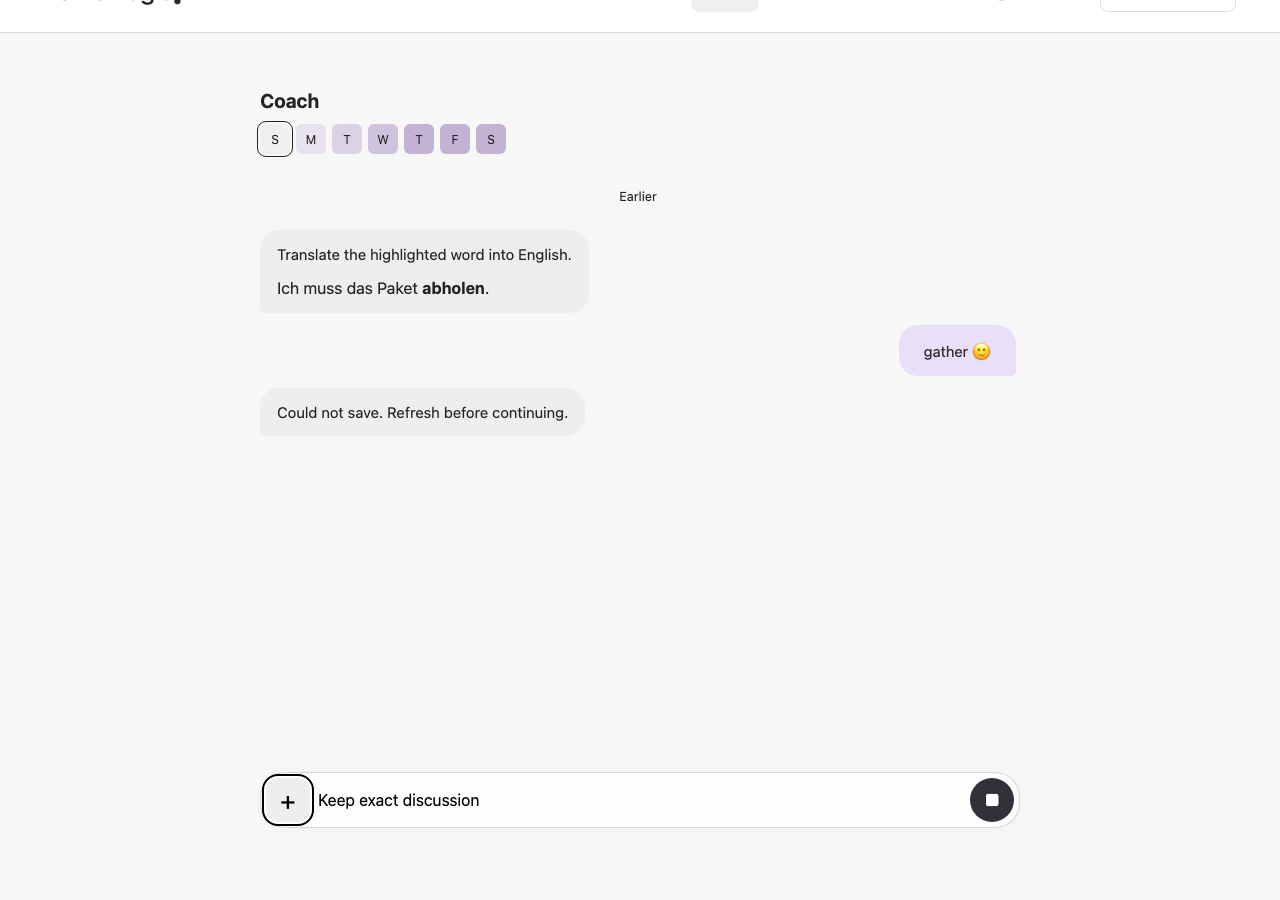 Coach
S M T W T F S
Earlier
Translate the highlighted word into English.
Ich muss das Paket abholen.
gather 🙂
Could not save. Refresh before continuing.
+ Keep exact discussion